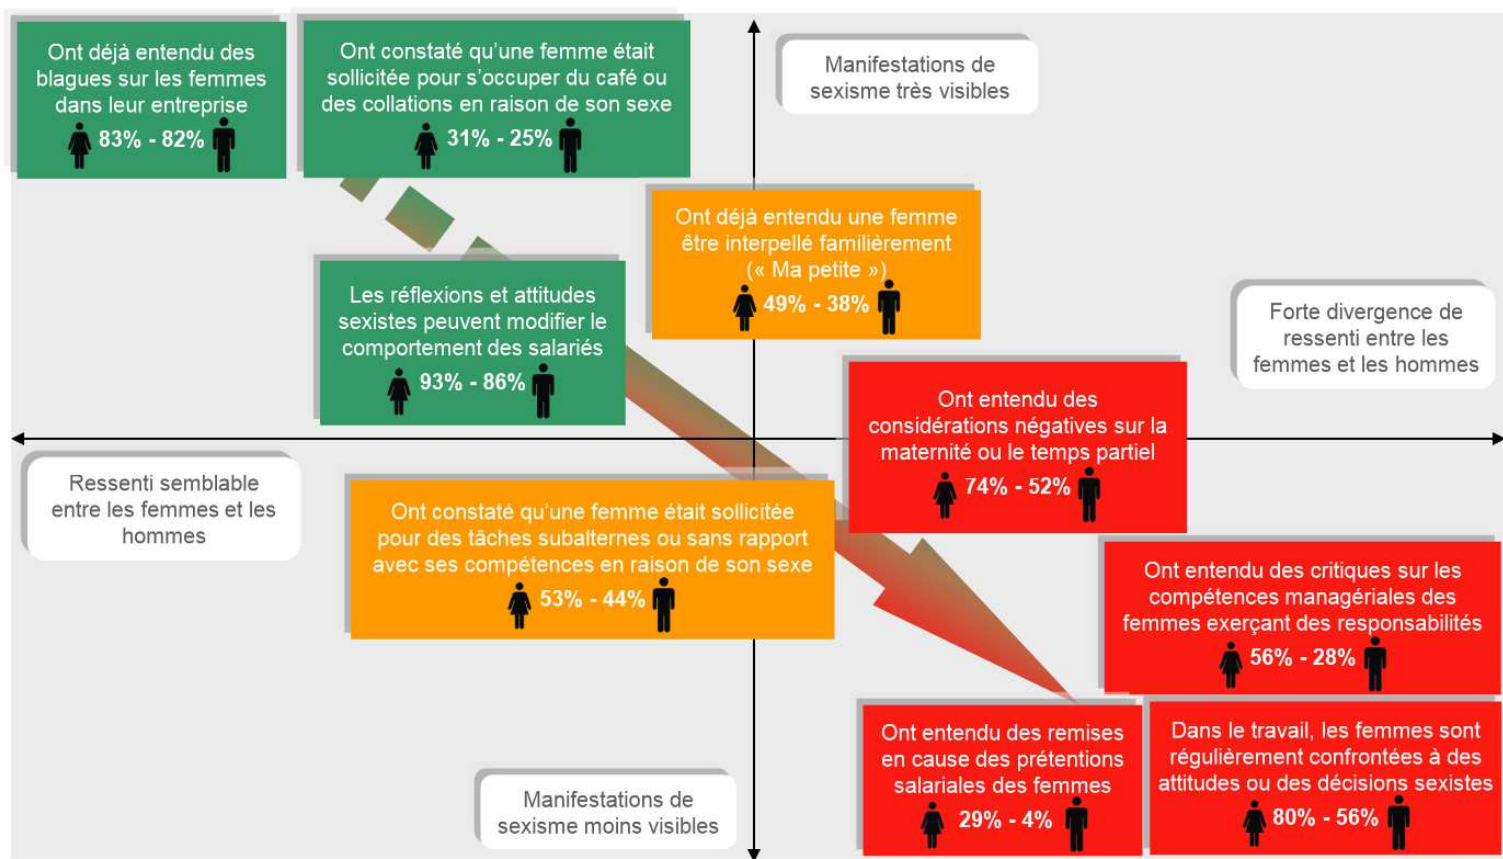 Ont déjà entendu des
blagues sur les femmes
dans leur entreprise
83% - 82%
Ont constaté qu'une femme était
sollicitée pour s'occuper du café ou
des collations en raison de son sexe
31% - 25%
Manifestations de
sexisme très visibles
Ont déjà entendu une femme
être interpellé familièrement
(« Ma petite »)
49% - 38%
Les réflexions et attitudes
sexistes peuvent modifier le
comportement des salariés
93% - 86%
Forte divergence de
ressenti entre les
femmes et les hommes
Ont entendu des
considérations négatives sur la
maternité ou le temps partiel
74% - 52%
Ressenti semblable
entre les femmes et les
hommes
Ont constaté qu'une femme était sollicitée
pour des tâches subalternes ou sans rapport
avec ses compétences en raison de son sexe
53% - 44%
Ont entendu des critiques sur les
compétences managériales des
femmes exerçant des responsabilités
56% - 28%
Manifestations de
sexisme moins visibles
Ont entendu des remises
en cause des prétentions
salariales des femmes
29% - 4%
Dans le travail, les femmes sont
régulièrement confrontées à des
attitudes ou des décisions sexistes
80% - 56%